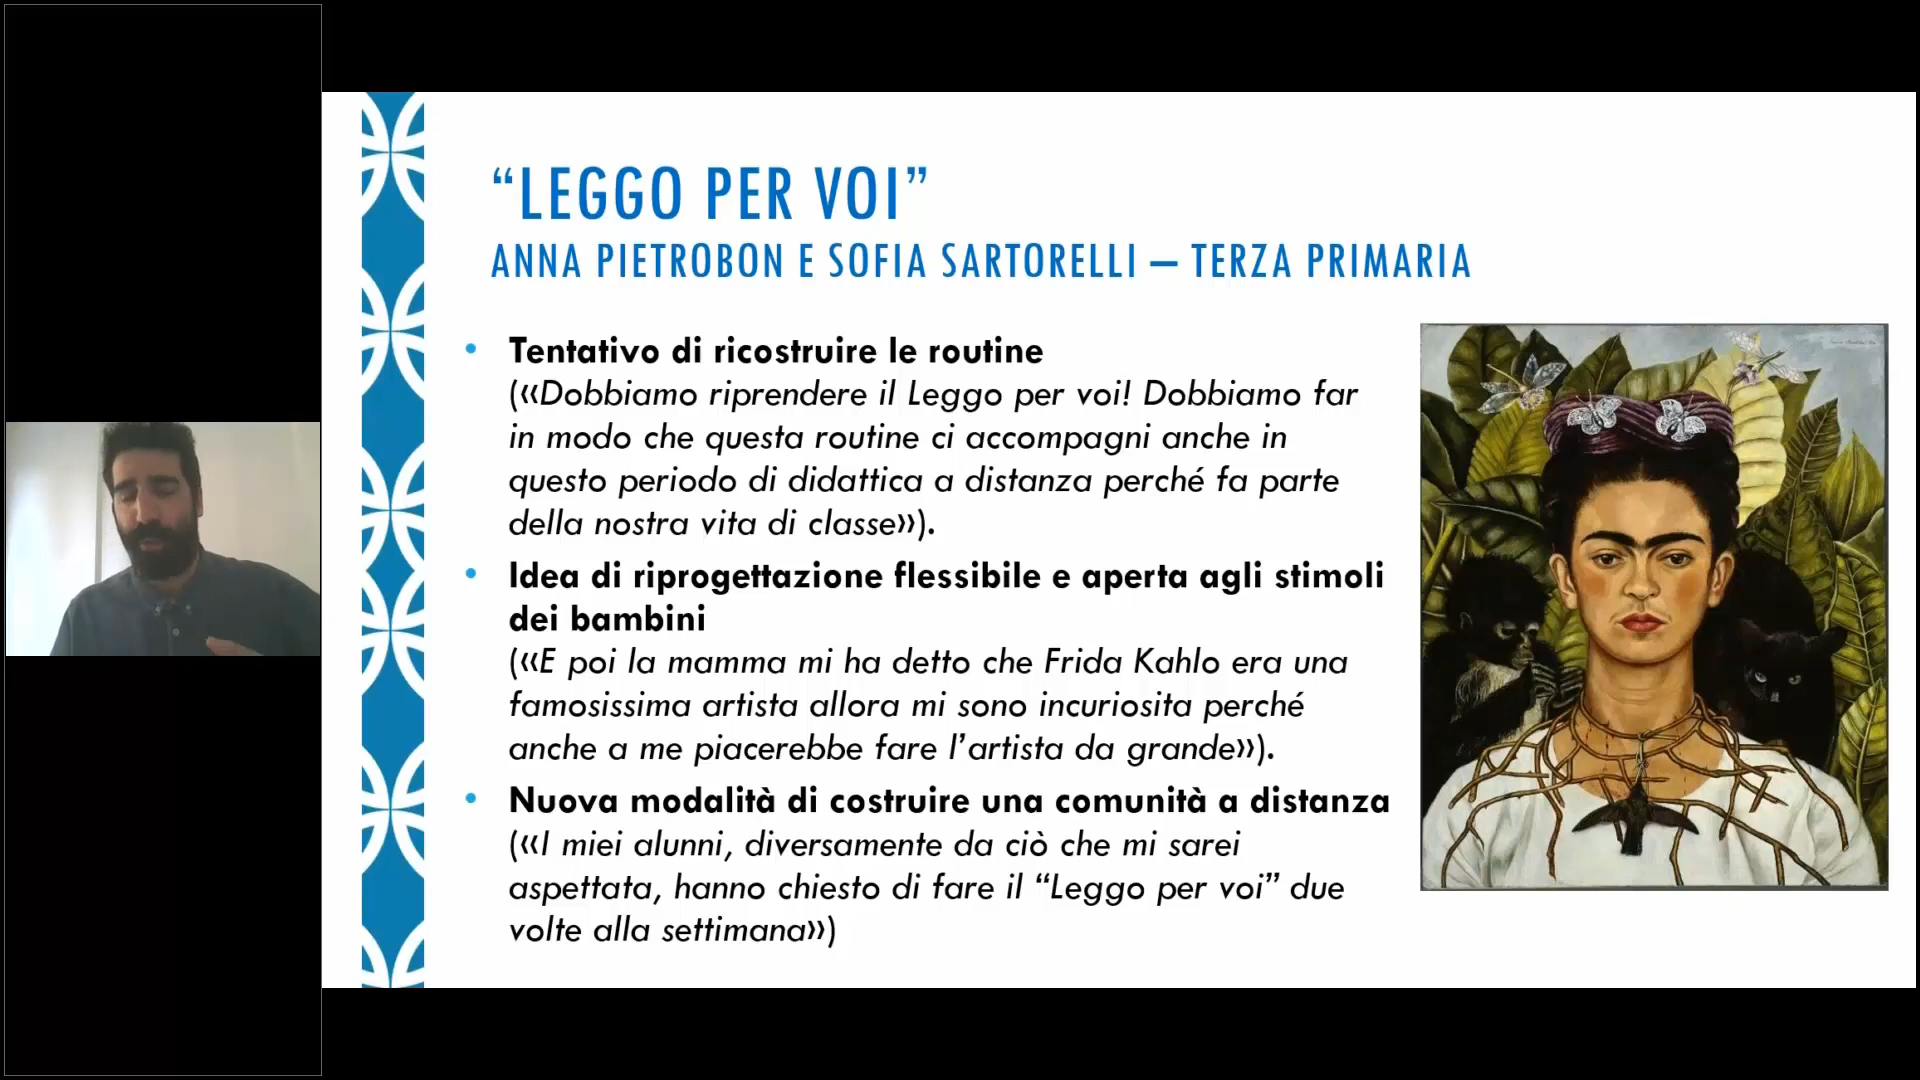 “LEGGO PER VOI”
ANNA PIETROBON E SOFIA SARTORELLI – TERZA PRIMARIA
• Tentativo di ricostruire le routine
(«Dobbiamo riprendere il Leggo per voi! Dobbiamo far
in modo che questa routine ci accompagni anche in
questo periodo di didattica a distanza perché fa parte
della nostra vita di classe»).
• Idea di riprogettazione flessibile e aperta agli stimoli
dei bambini
(«E poi la mamma mi ha detto che Frida Kahlo era una
famosissima artista allora mi sono incuriosita perché
anche a me piacerebbe fare l’artista da grande»).
• Nuova modalità di costruire una comunità a distanza
(«I miei alunni, diversamente da ciò che mi sarei
aspettata, hanno chiesto di fare il “Leggo per voi” due
volte alla settimana»)